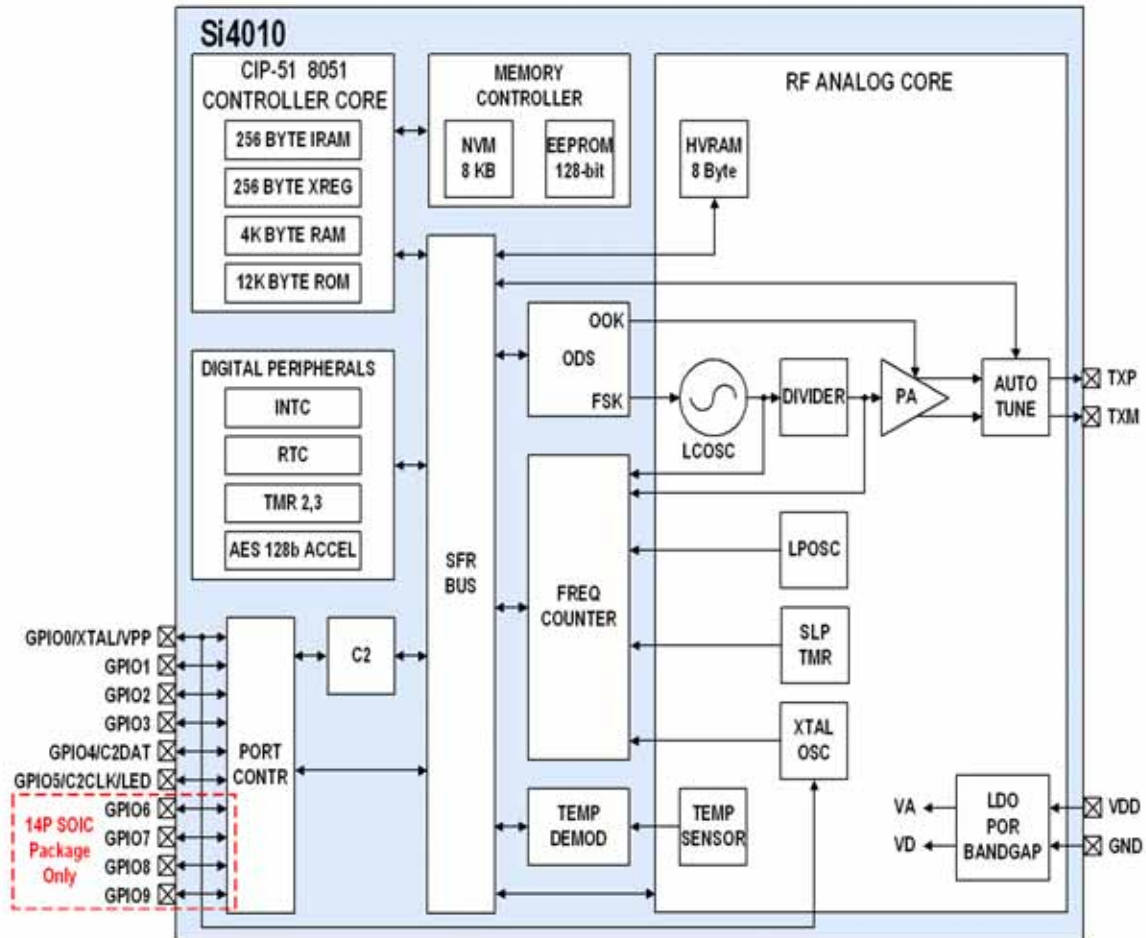 Si4010
CIP-51 8051
CONTROLLER CORE
256 BYTE IRAM
256 BYTE XREG
4K BYTE RAM
12K BYTE ROM
MEMORY
CONTROLLER
NVM
8 KB
EEPROM
128-bit
RF ANALOG CORE
HVRAM
8 Byte
DIGITAL PERIPHERALS
INTC
RTC
TMR 2,3
AES 128b ACCEL
SFR
BUS
OOK
ODS
FSK
LCOSC
DIVIDER
PA
AUTO
TUNE
TXP
TXM
FREQ
COUNTER
LPOSC
SLP
TMR
XTAL
OSC
GPIO0/XTAL/VPP
GPIO1
GPIO2
GPIO3
GPIO4/C2DAT
GPIO5/C2CLK/LED
GPIO6
GPIO7
GPIO8
GPIO9
14P SOIC
Package
Only
PORT
CONTR
C2
TEMP
DEMOD
TEMP
SENSOR
VA
VD
LDO
POR
BANDGAP
VDD
GND